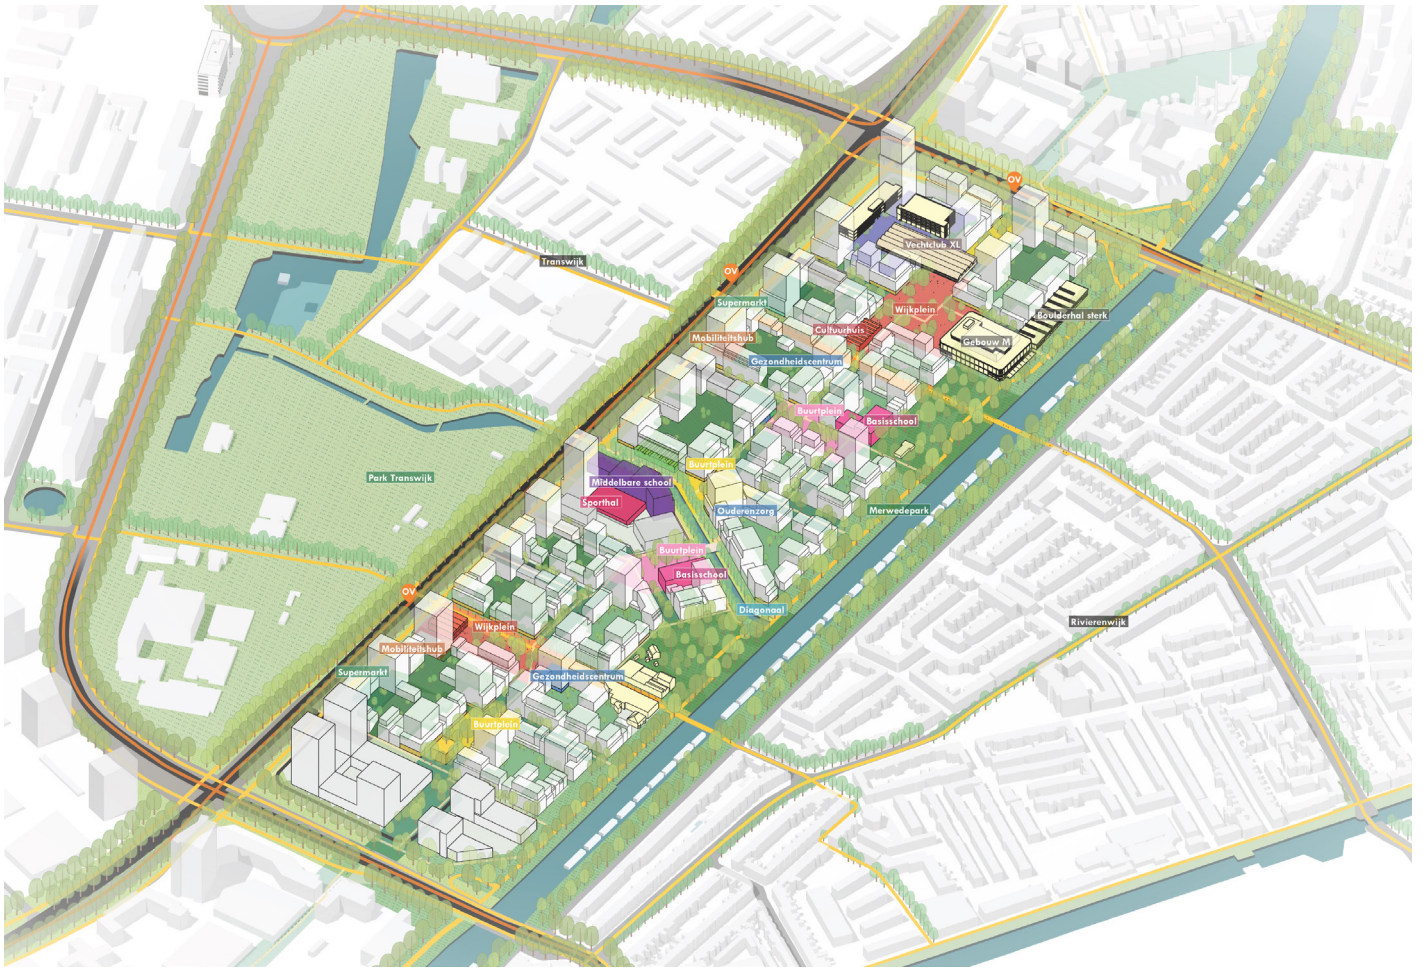 OV
Vechtclub XL
Transwijk
OV
Supermarkt
Wijkplein
Boulderhal sterk
Cultuurhuis
Mobiliteitshub
Gebouw M
Gezondheidscentrum
Buurtplein
Basisschool
Buurtplein
Park Transwijk
Middelbare school
Sporthal
Ouderenzorg
Merwedepark
Buurtplein
Basisschool
OV
Diagonaal
Rivierenwijk
Wijkplein
Mobiliteitshub
Supermarkt
Gezondheidscentrum
Buurtplein